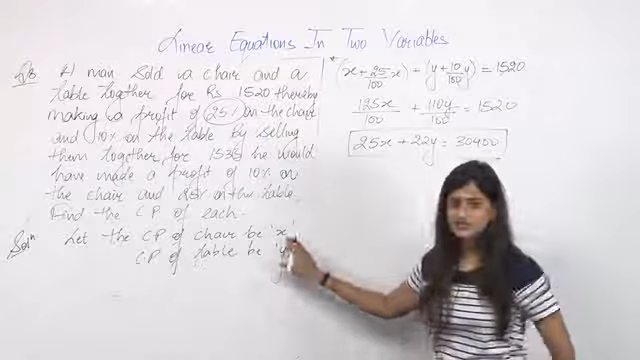 Linear Equations In Two Variables
Q8. A man sold a chair and a
table together for Rs 1520 thereby
making a profit of 25% on the chair
and 10% on the table by selling
them together for 1535 he would
have made a profit of 10% on
the chair and 25% on the table.
Find the CP of each.
Solⁿ Let the CP of chair be 'x'
CP of table be 'y'
* (x + 25/100 x) + (y + 10/100 y) = 1520
125x/100 + 110y/100 = 1520
25x + 22y = 30400